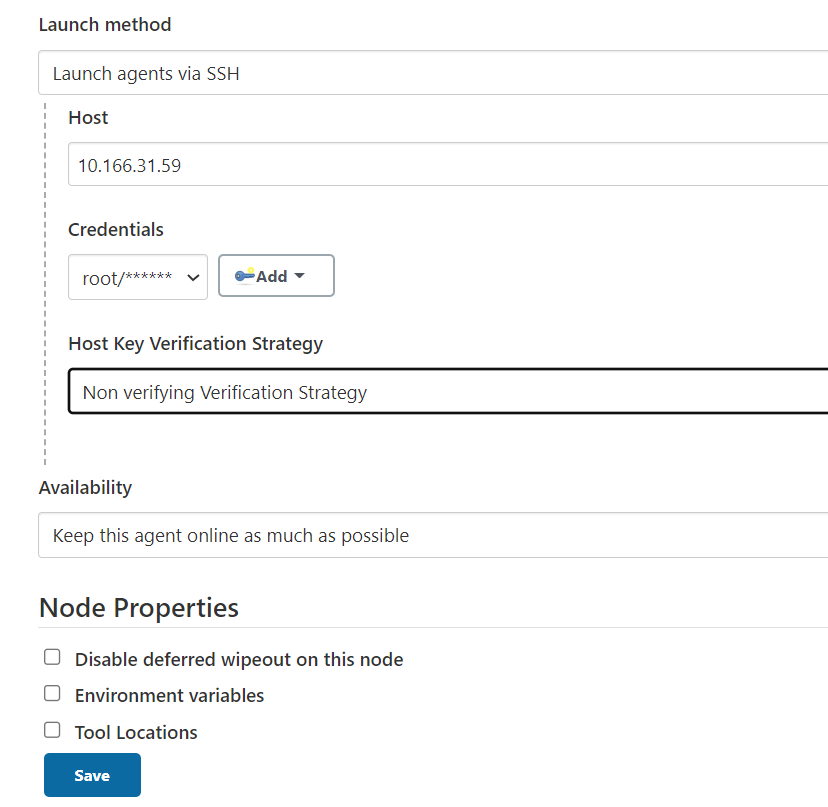 Launch method
Launch agents via SSH
Host
10.166.31.59
Credentials
root/****** Add
Host Key Verification Strategy
Non verifying Verification Strategy
Availability
Keep this agent online as much as possible
Node Properties
Disable deferred wipeout on this node
Environment variables
Tool Locations
Save